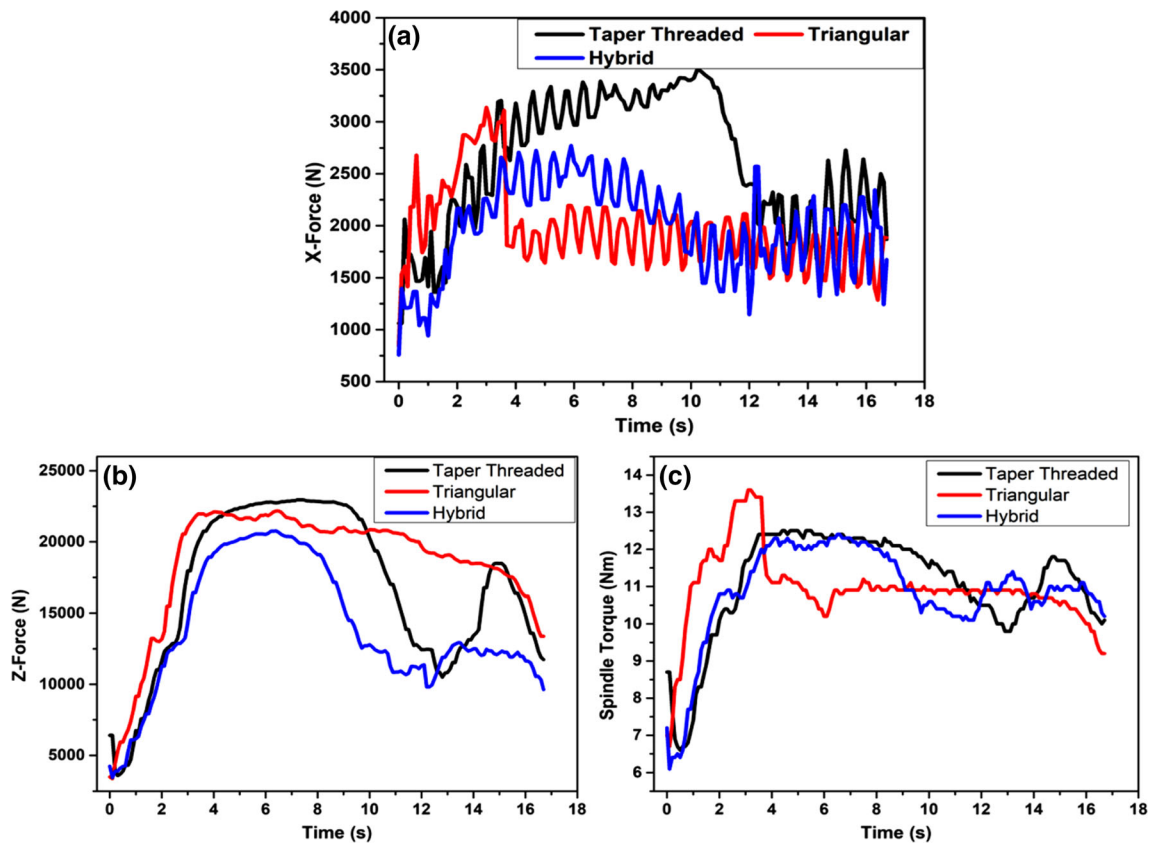 (a)
Taper Threaded Triangular
Hybrid
X-Force (N)
4000
3500
3000
2500
2000
1500
1000
500
0 2 4 6 8 10 12 14 16 18
Time (s)
(b)
Taper Threaded
Triangular
Hybrid
Z-Force (N)
25000
20000
15000
10000
5000
0 2 4 6 8 10 12 14 16 18
Time (s)
(c)
Taper Threaded
Triangular
Hybrid
Spindle Torque (Nm)
14
13
12
11
10
9
8
7
6
0 2 4 6 8 10 12 14 16 18
Time (s)